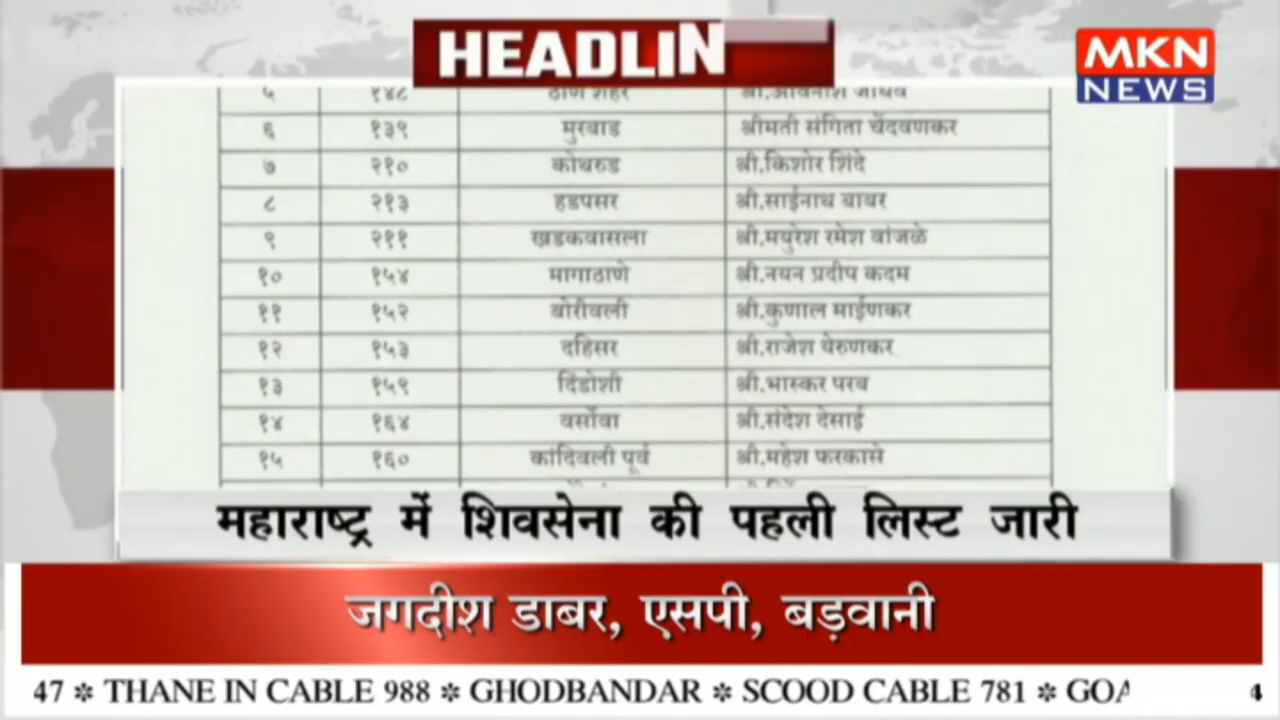 HEADLIN
MKN
NEWS
५ १४८ ठाणे शहर श्री.अविनाश जाधव
६ १३९ मुरबाड श्रीमती संगिता चेंदवणकर
७ २१० कोथरुड श्री.किशोर शिंदे
८ २१३ हडपसर श्री.साईनाथ बाबर
९ २११ खडकवासला श्री.मयुरेश रमेश वांजळे
१० १५४ मागाठाणे श्री.नयन प्रदीप कदम
११ १५२ बोरीवली श्री.कुणाल माईणकर
१२ १५३ दहिसर श्री.राजेश येरुणकर
१३ १५९ दिंडोशी श्री.भास्कर परब
१४ १६४ वर्सोवा श्री.संदेश देसाई
१५ १६० कांदिवली पूर्व श्री.महेश फरकासे
महाराष्ट्र में शिवसेना की पहली लिस्ट जारी
जगदीश डाबर, एसपी, बड़वानी
47 ✲ THANE IN CABLE 988 ✲ GHODBANDAR ✲ SCOOD CABLE 781 ✲ GOA 4